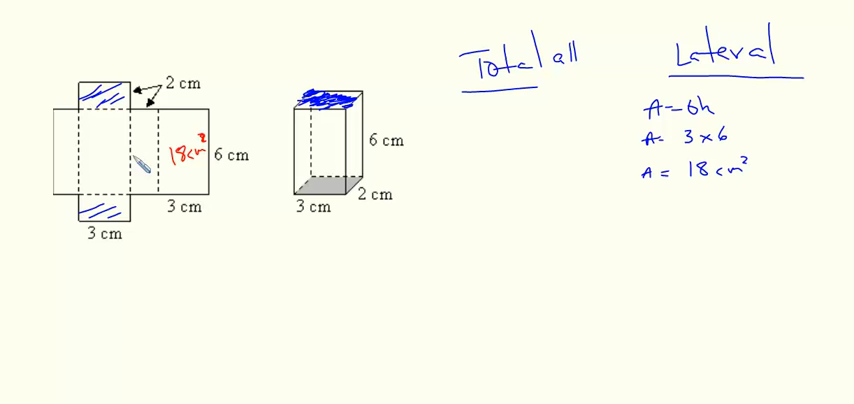 Total all
Lateral
A = bh
A = 3 x 6
A = 18 cm²
2 cm
18 cm²
6 cm
3 cm
3 cm
6 cm
2 cm
3 cm